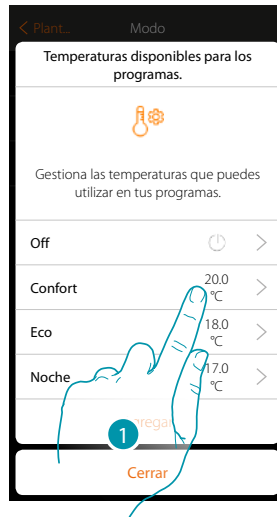 < Plant... Modo
Temperaturas disponibles para los
programas.
Gestiona las temperaturas que puedes
utilizar en tus programas.
Off
Confort 20.0 °C
Eco 18.0 °C
Noche 17.0 °C
1
Cerrar